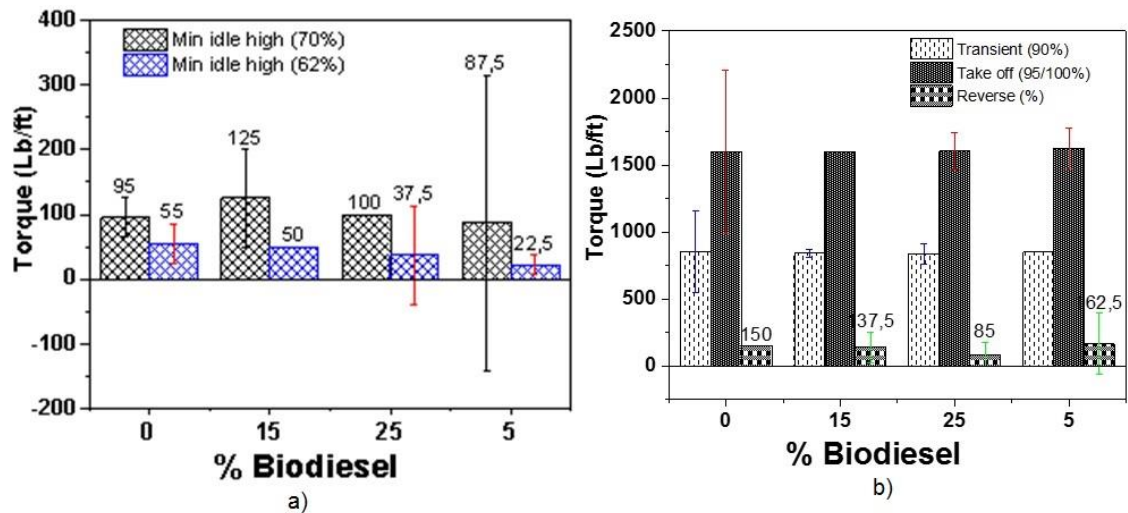 400
300
200
100
0
-100
-200
Torque (Lb/ft)
Min idle high (70%)
Min idle high (62%)
95
55
125
50
100
37,5
87,5
22,5
0 15 25 5
% Biodiesel
a)
2500
2000
1500
1000
500
0
Torque (Lb/ft)
Transient (90%)
Take off (95/100%)
Reverse (%)
150
137,5
85
162,5
0 15 25 5
% Biodiesel
b)